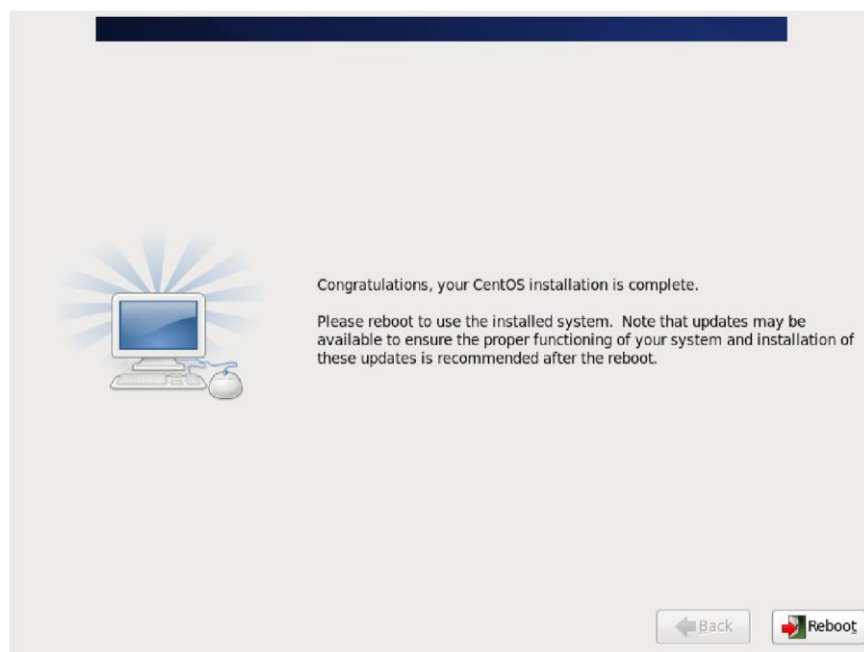 Congratulations, your CentOS installation is complete.
Please reboot to use the installed system.  Note that updates may be
available to ensure the proper functioning of your system and installation of
these updates is recommended after the reboot.
Back
Reboot